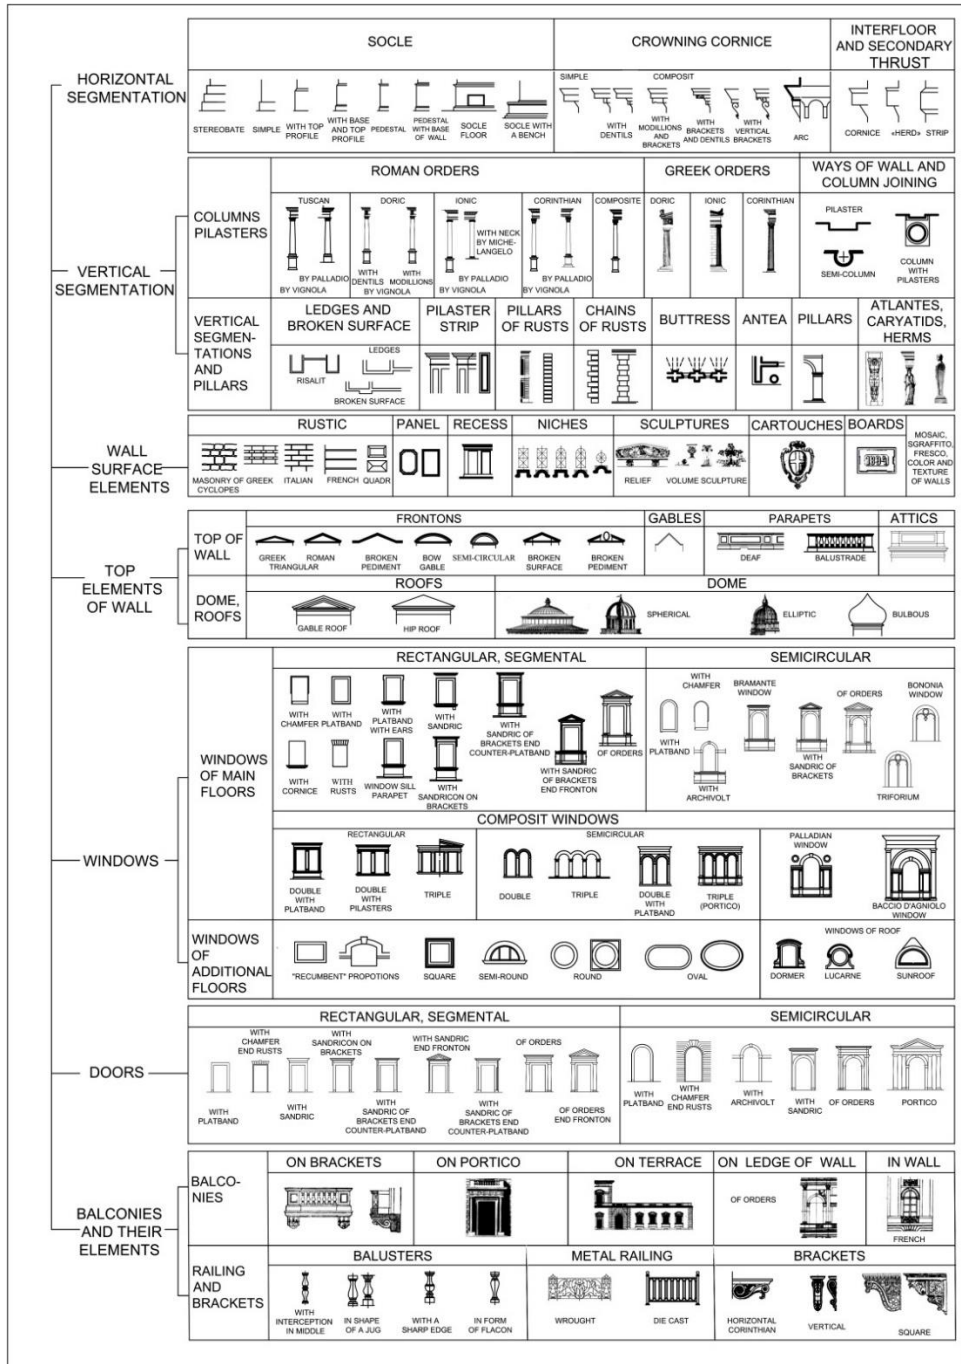 HORIZONTAL
SEGMENTATION
SOCLE
CROWNING CORNICE
INTERFLOOR
AND SECONDARY
THRUST
STEREOBATE
SIMPLE
WITH TOP
PROFILE
WITH BASE
AND TOP
PROFILE
PEDESTAL
PEDESTAL
WITH BASE
OF WALL
SOCLE
FLOOR
SOCLE WITH
A BENCH
SIMPLE
COMPOSIT
WITH
DENTILS
WITH
MODILLIONS
AND
BRACKETS
WITH
BRACKETS
AND DENTILS
WITH
VERTICAL
BRACKETS
ARC
CORNICE
«HERD»
STRIP
VERTICAL
SEGMENTATION
COLUMNS
PILASTERS
ROMAN ORDERS
GREEK ORDERS
WAYS OF WALL AND
COLUMN JOINING
TUSCAN
BY PALLADIO
BY VIGNOLA
DORIC
WITH
DENTILS
WITH
MODILLIONS
BY VIGNOLA
IONIC
WITH NECK
BY MICHE-
LANGELO
BY PALLADIO
BY VIGNOLA
CORINTHIAN
BY PALLADIO
BY VIGNOLA
COMPOSITE
DORIC
IONIC
CORINTHIAN
PILASTER
SEMI-COLUMN
COLUMN
WITH
PILASTERS
VERTICAL
SEGMEN-
TATIONS
AND
PILLARS
LEDGES AND
BROKEN SURFACE
PILASTER
STRIP
PILLARS
OF RUSTS
CHAINS
OF RUSTS
BUTTRESS
ANTEA
PILLARS
ATLANTES,
CARYATIDS,
HERMS
RISALIT
LEDGES
BROKEN SURFACE
WALL
SURFACE
ELEMENTS
RUSTIC
PANEL
RECESS
NICHES
SCULPTURES
CARTOUCHES
BOARDS
MOSAIC,
SGRAFFITO,
FRESCO,
COLOR AND
TEXTURE
OF WALLS
MASONRY OF
CYCLOPES
GREEK
ITALIAN
FRENCH
QUADR
RELIEF
VOLUME SCULPTURE
TOP
ELEMENTS
OF WALL
TOP OF
WALL
FRONTONS
GABLES
PARAPETS
ATTICS
GREEK
ROMAN
TRIANGULAR
BROKEN
PEDIMENT
BOW
GABLE
SEMI-CIRCULAR
BROKEN
SURFACE
BROKEN
PEDIMENT
DEAF
BALUSTRADE
DOME,
ROOFS
ROOFS
DOME
GABLE ROOF
HIP ROOF
SPHERICAL
ELLIPTIC
BULBOUS
WINDOWS
WINDOWS
OF MAIN
FLOORS
RECTANGULAR, SEGMENTAL
SEMICIRCULAR
WITH
CHAMFER
WITH
PLATBAND
WITH
PLATBAND
WITH EARS
WITH
SANDRIC
WITH
SANDRIC OF
BRACKETS END
COUNTER-PLATBAND
OF ORDERS
WITH
CORNICE
WITH
RUSTS
WINDOW SILL
PARAPET
WITH
SANDRICON ON
BRACKETS
WITH SANDRIC
OF BRACKETS
END FRONTON
WITH
CHAMFER
BRAMANTE
WINDOW
OF ORDERS
BONONIA
WINDOW
WITH
PLATBAND
WITH
ARCHIVOLT
WITH
SANDRIC OF
BRACKETS
TRIFORIUM
COMPOSIT WINDOWS
RECTANGULAR
SEMICIRCULAR
PALLADIAN
WINDOW
DOUBLE
WITH
PLATBAND
DOUBLE
WITH
PILASTERS
TRIPLE
DOUBLE
TRIPLE
DOUBLE
WITH
PLATBAND
TRIPLE
(PORTICO)
BACCIO D'AGNIOLO
WINDOW
WINDOWS
OF
ADDITIONAL
FLOORS
"RECUMBENT" PROPOTIONS
SQUARE
SEMI-ROUND
ROUND
OVAL
WINDOWS OF ROOF
DORMER
LUCARNE
SUNROOF
DOORS
RECTANGULAR, SEGMENTAL
SEMICIRCULAR
WITH
CHAMFER
END RUSTS
WITH
SANDRICON ON
BRACKETS
WITH SANDRIC
END FRONTON
OF ORDERS
WITH
PLATBAND
WITH
SANDRIC
WITH
SANDRIC OF
BRACKETS END
COUNTER-PLATBAND
WITH
SANDRIC OF
BRACKETS END
COUNTER-PLATBAND
OF ORDERS
END FRONTON
WITH
PLATBAND
WITH
CHAMFER
END RUSTS
WITH
ARCHIVOLT
WITH
SANDRIC
OF ORDERS
PORTICO
BALCONIES
AND THEIR
ELEMENTS
BALCO-
NIES
ON BRACKETS
ON PORTICO
ON TERRACE
ON LEDGE OF WALL
IN WALL
OF ORDERS
FRENCH
RAILING
AND
BRACKETS
BALUSTERS
METAL RAILING
BRACKETS
WITH
INTERCEPTION
IN MIDDLE
IN SHAPE
OF A JUG
WITH A
SHARP EDGE
IN FORM
OF FLACON
WROUGHT
DIE CAST
HORIZONTAL
CORINTHIAN
VERTICAL
SQUARE